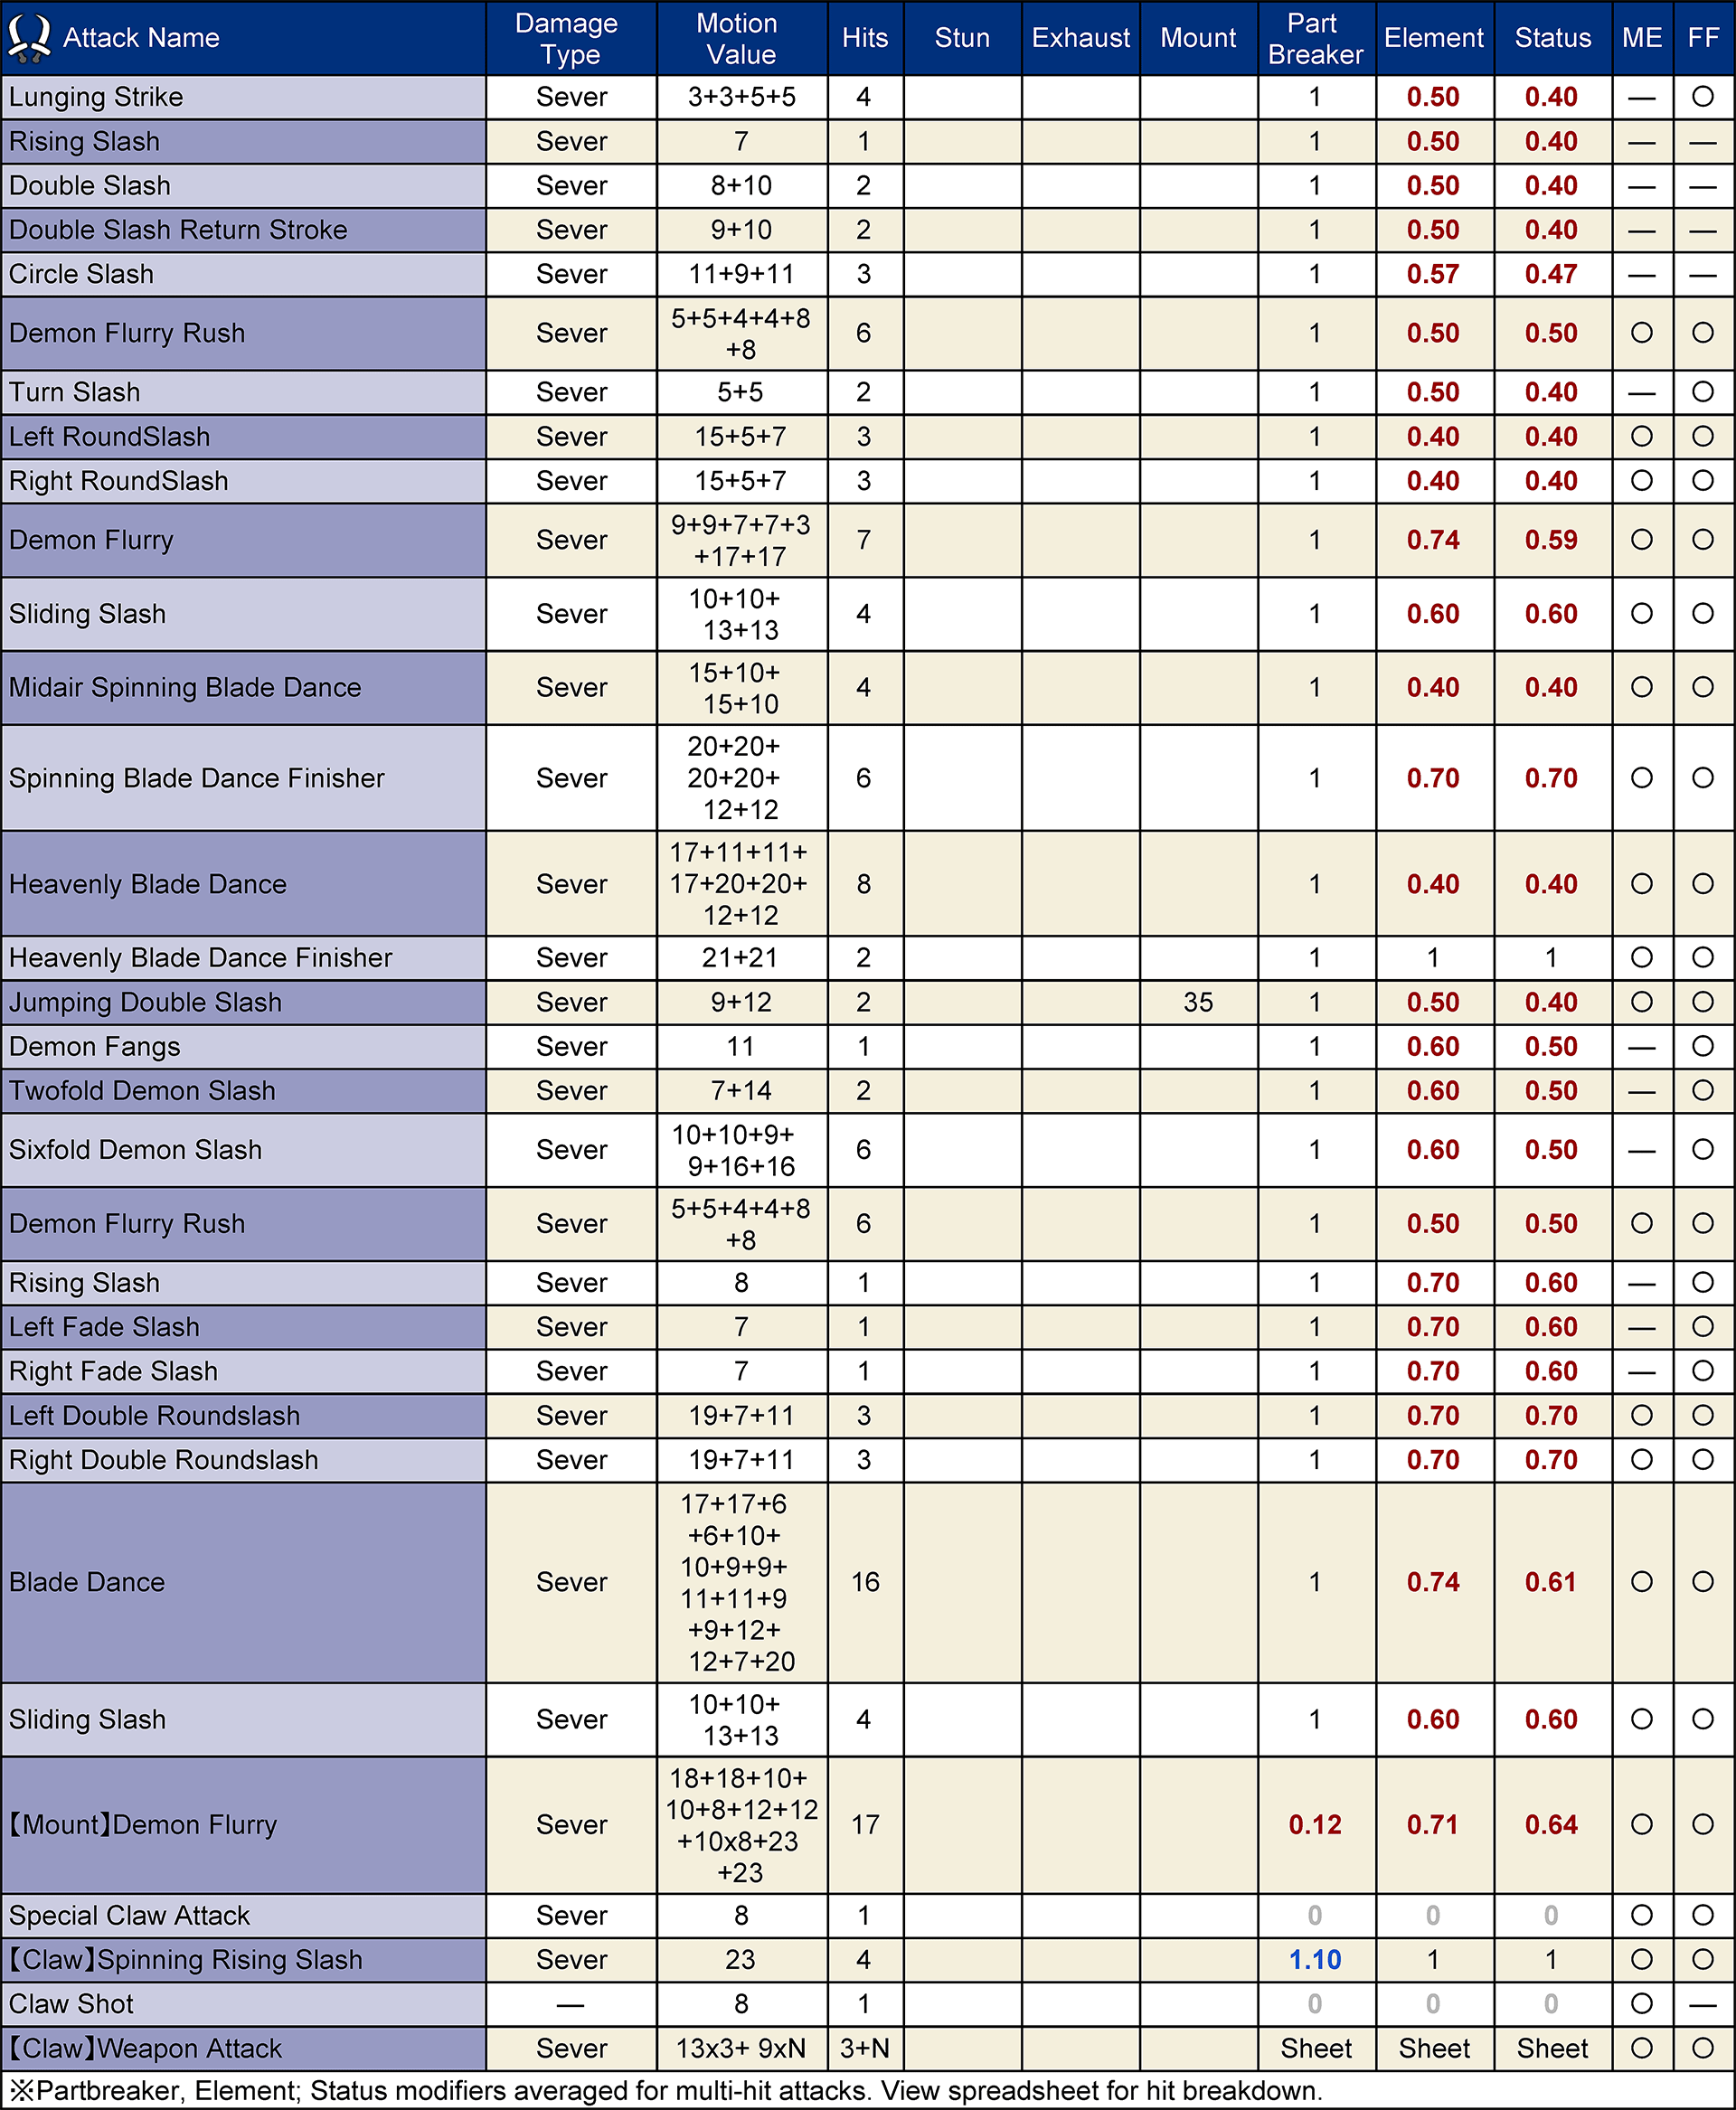 Attack Name Damage Type Motion Value Hits Stun Exhaust Mount Part Breaker Element Status ME FF
Lunging Strike Sever 3+3+5+5 4 1 0.50 0.40 — ○
Rising Slash Sever 7 1 1 0.50 0.40 — —
Double Slash Sever 8+10 2 1 0.50 0.40 — —
Double Slash Return Stroke Sever 9+10 2 1 0.50 0.40 — —
Circle Slash Sever 11+9+11 3 1 0.57 0.47 — —
Demon Flurry Rush Sever 5+5+4+4+8 +8 6 1 0.50 0.50 ○ ○
Turn Slash Sever 5+5 2 1 0.50 0.40 — ○
Left RoundSlash Sever 15+5+7 3 1 0.40 0.40 ○ ○
Right RoundSlash Sever 15+5+7 3 1 0.40 0.40 ○ ○
Demon Flurry Sever 9+9+7+7+3 +17+17 7 1 0.74 0.59 ○ ○
Sliding Slash Sever 10+10+ 13+13 4 1 0.60 0.60 ○ ○
Midair Spinning Blade Dance Sever 15+10+ 15+10 4 1 0.40 0.40 ○ ○
Spinning Blade Dance Finisher Sever 20+20+ 20+20+ 12+12 6 1 0.70 0.70 ○ ○
Heavenly Blade Dance Sever 17+11+11+ 17+20+20+ 12+12 8 1 0.40 0.40 ○ ○
Heavenly Blade Dance Finisher Sever 21+21 2 1 1 1 ○ ○
Jumping Double Slash Sever 9+12 2 35 1 0.50 0.40 ○ ○
Demon Fangs Sever 11 1 1 0.60 0.50 — ○
Twofold Demon Slash Sever 7+14 2 1 0.60 0.50 — ○
Sixfold Demon Slash Sever 10+10+9+ 9+16+16 6 1 0.60 0.50 — ○
Demon Flurry Rush Sever 5+5+4+4+8 +8 6 1 0.50 0.50 ○ ○
Rising Slash Sever 8 1 1 0.70 0.60 — ○
Left Fade Slash Sever 7 1 1 0.70 0.60 — ○
Right Fade Slash Sever 7 1 1 0.70 0.60 — ○
Left Double Roundslash Sever 19+7+11 3 1 0.70 0.70 ○ ○
Right Double Roundslash Sever 19+7+11 3 1 0.70 0.70 ○ ○
Blade Dance Sever 17+17+6 +6+10+ 10+9+9+ 11+11+9 +9+12+ 12+7+20 16 1 0.74 0.61 ○ ○
Sliding Slash Sever 10+10+ 13+13 4 1 0.60 0.60 ○ ○
【Mount】Demon Flurry Sever 18+18+10+ 10+8+12+12 +10x8+23 +23 17 0.12 0.71 0.64 ○ ○
Special Claw Attack Sever 8 1 0 0 0 ○ ○
【Claw】Spinning Rising Slash Sever 23 4 1.10 1 1 ○ ○
Claw Shot — 8 1 0 0 0 ○ —
【Claw】Weapon Attack Sever 13x3+ 9xN 3+N Sheet Sheet Sheet ○ ○
※Partbreaker, Element; Status modifiers averaged for multi-hit attacks. View spreadsheet for hit breakdown.